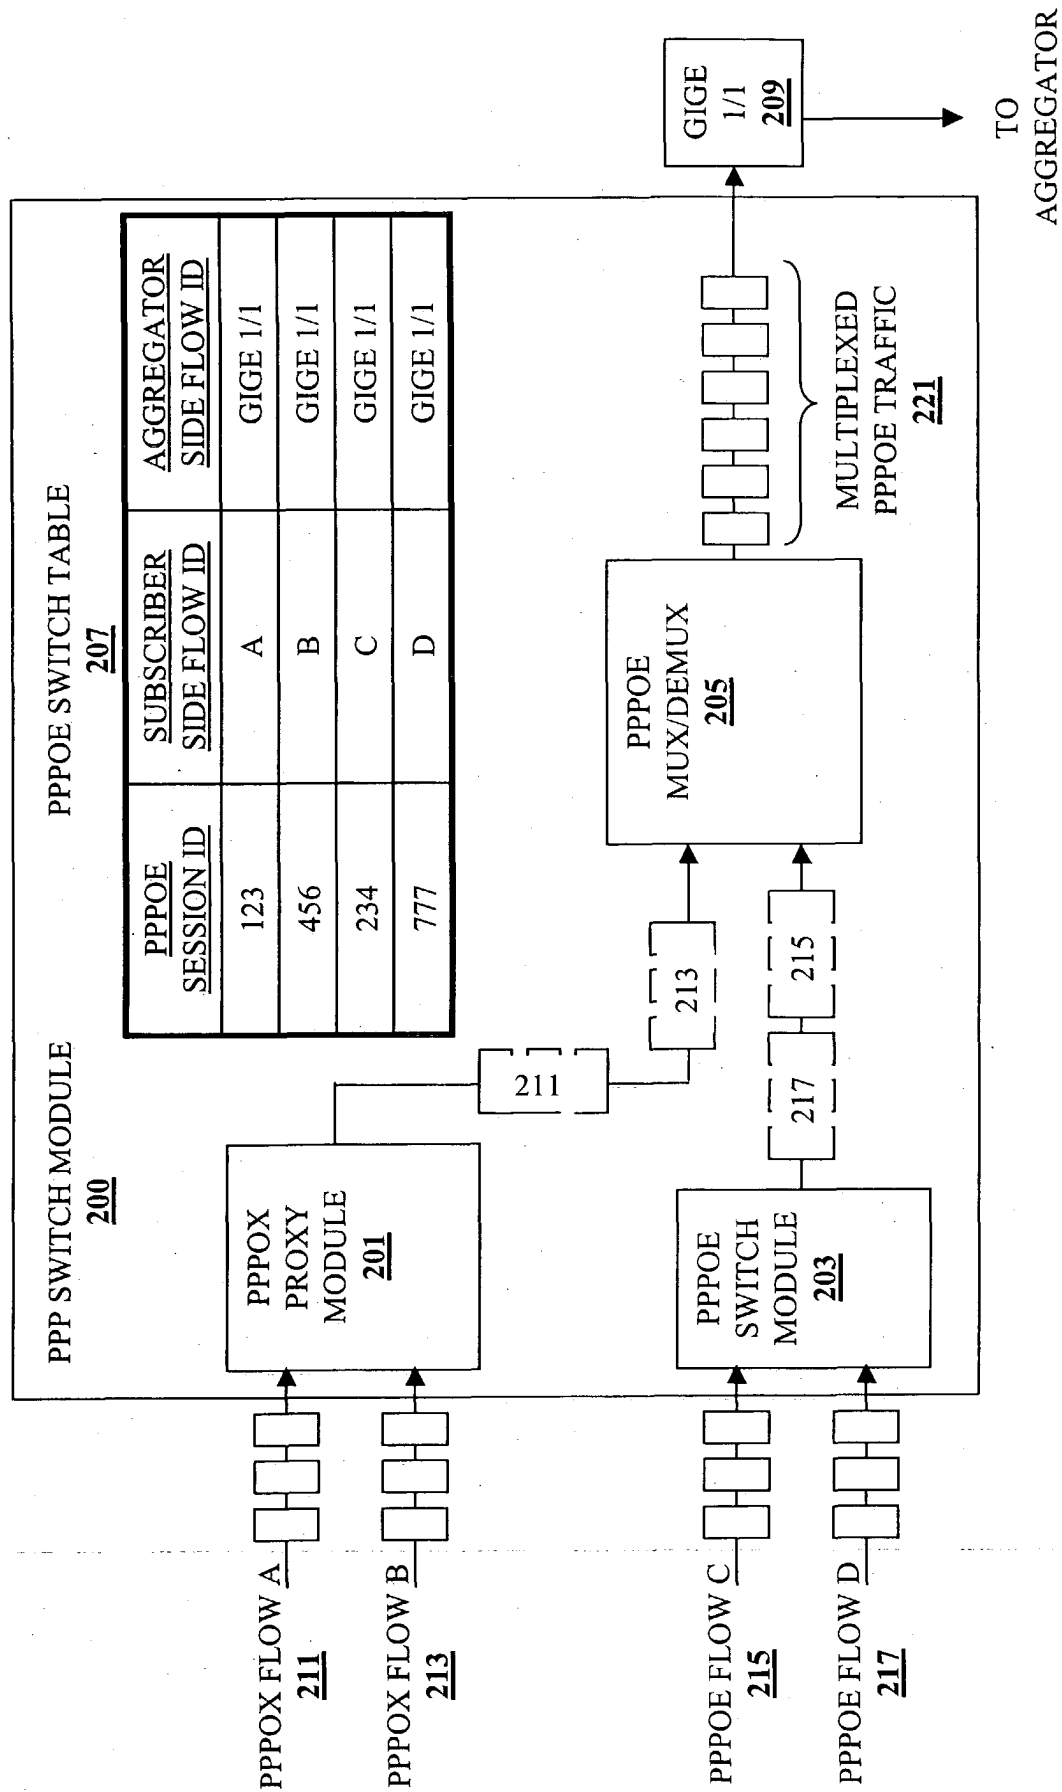 PPP SWITCH MODULE
200
PPPOE SWITCH TABLE
207
PPPOE
SESSION ID
SUBSCRIBER
SIDE FLOW ID
AGGREGATOR
SIDE FLOW ID
123
A
GIGE 1/1
456
B
GIGE 1/1
234
C
GIGE 1/1
777
D
GIGE 1/1
PPPOX FLOW A
211
PPPOX FLOW B
213
PPPOX
PROXY
MODULE
201
211
213
PPPOE FLOW C
215
PPPOE FLOW D
217
PPPOE
SWITCH
MODULE
203
217
215
PPPOE
MUX/DEMUX
205
MULTIPLEXED
PPPOE TRAFFIC
221
GIGE
1/1
209
TO
AGGREGATOR